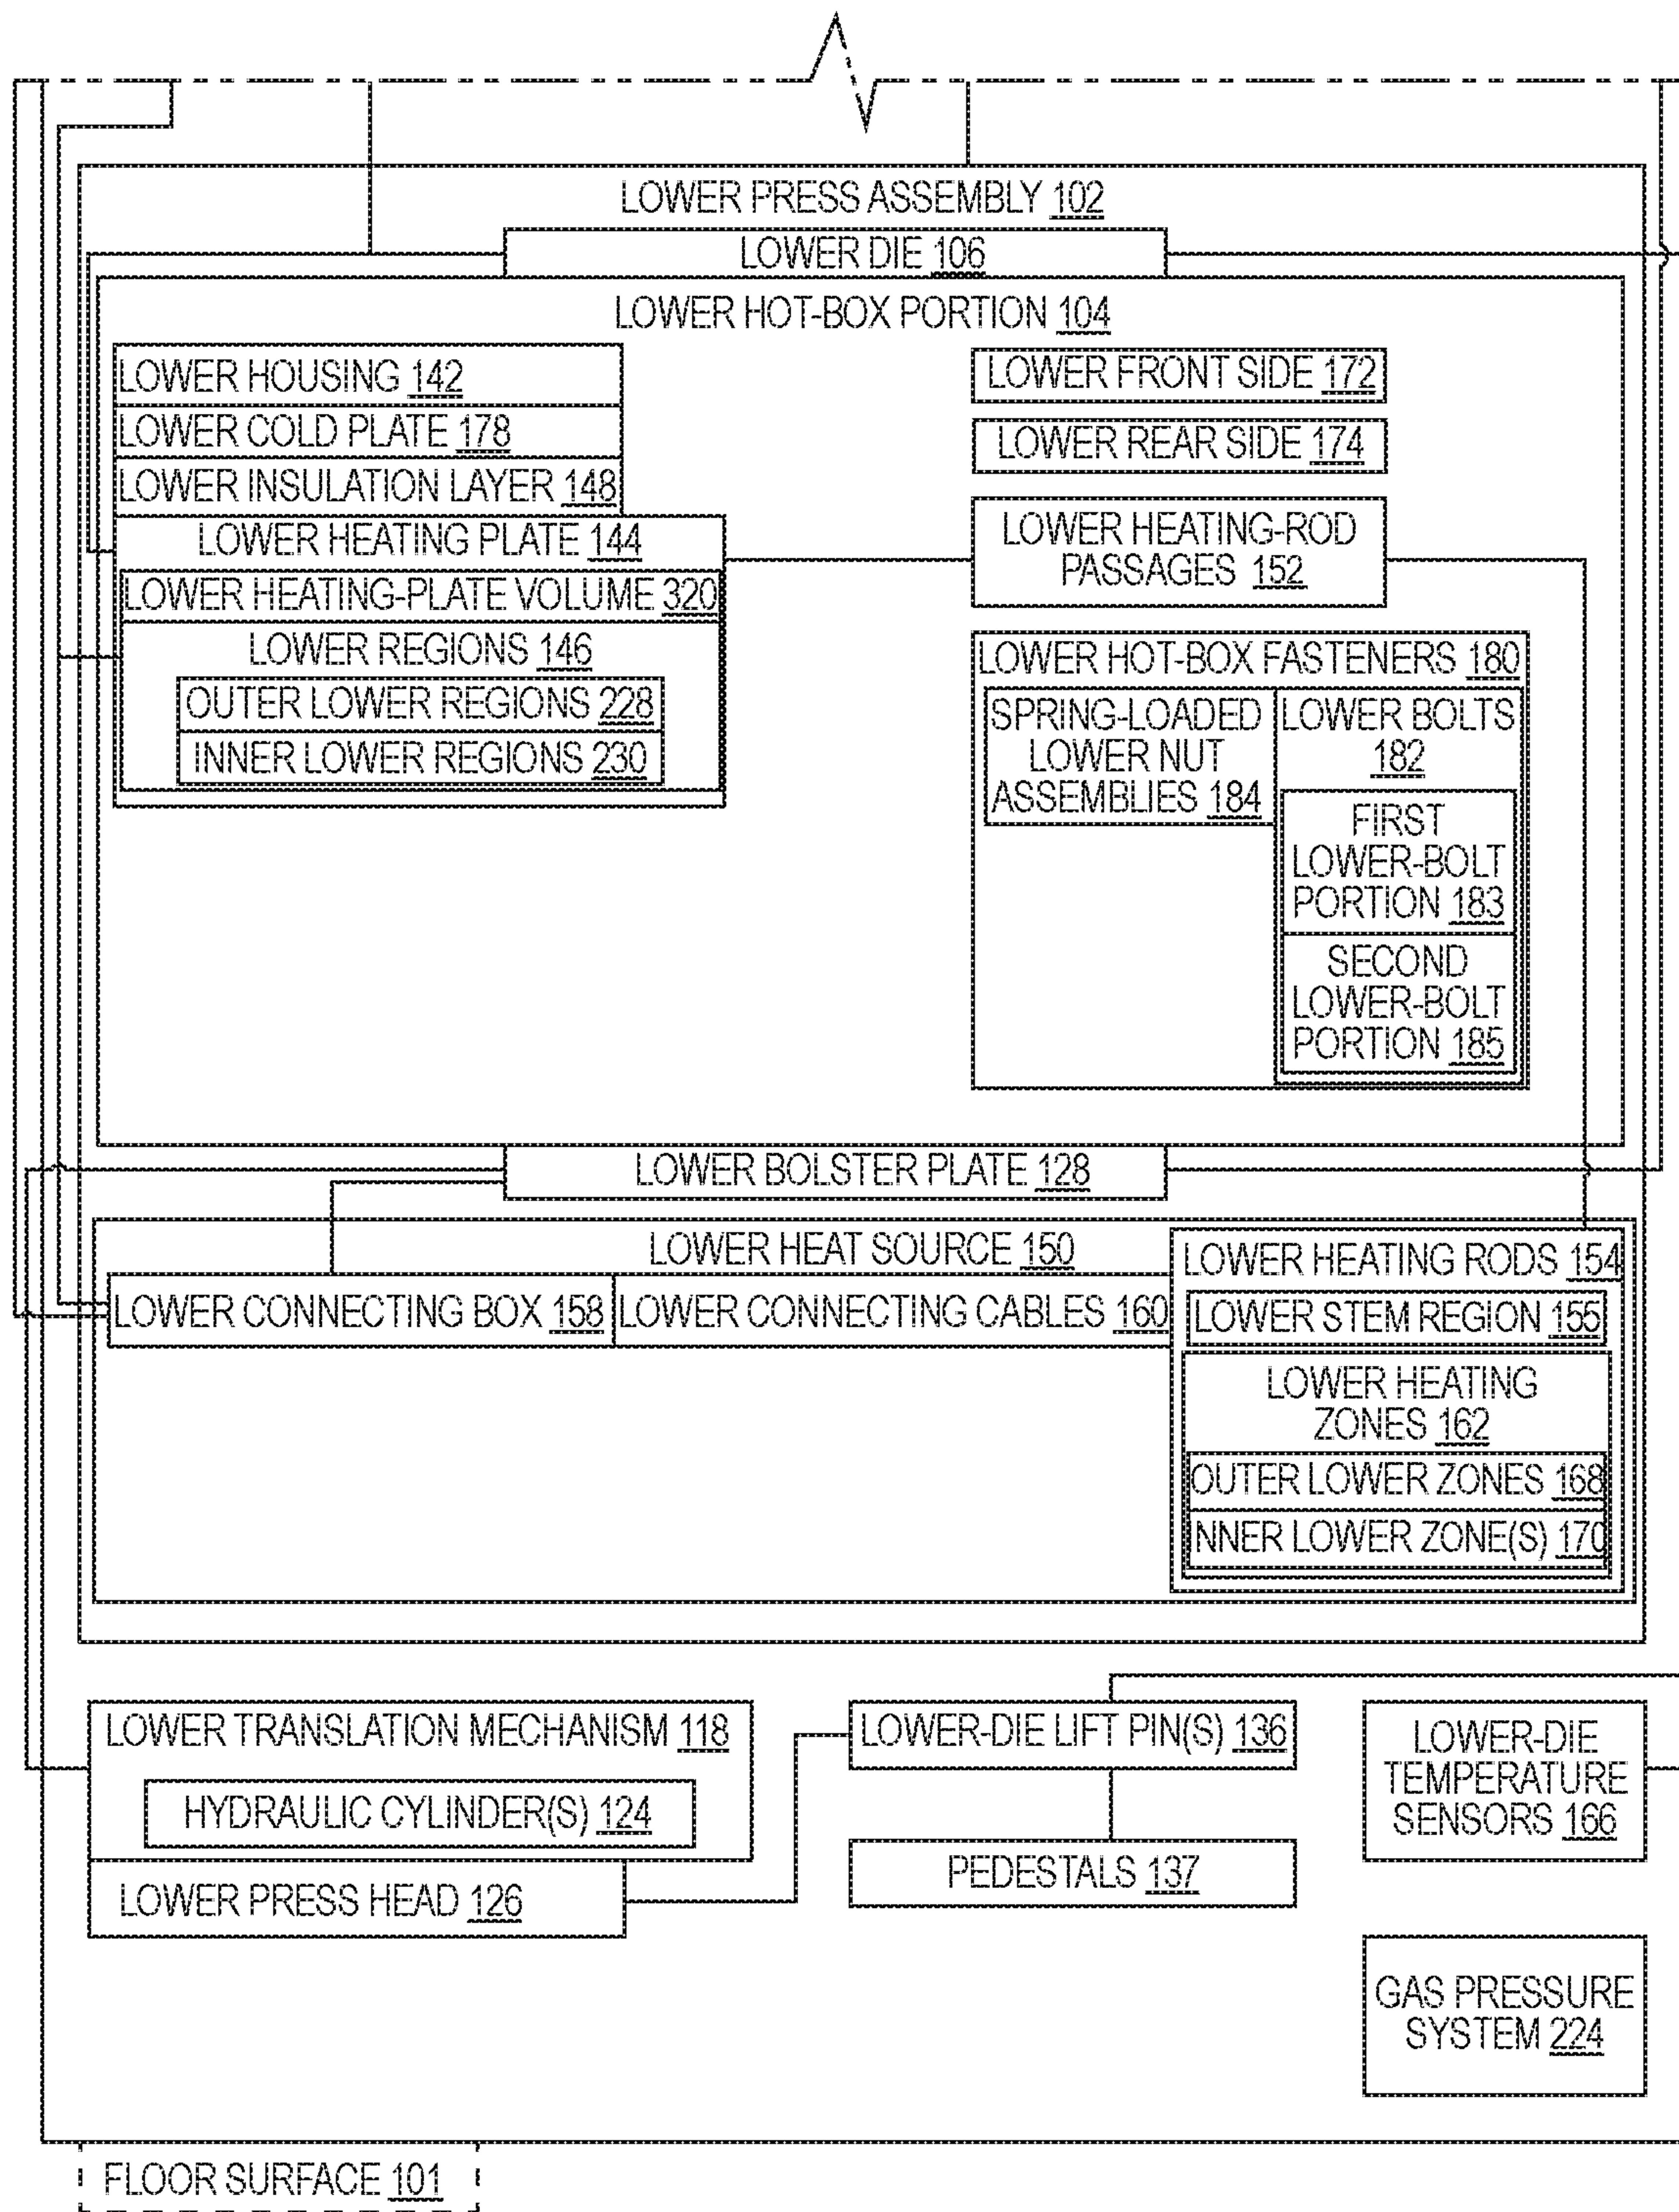 LOWER PRESS ASSEMBLY 102
LOWER DIE 106
LOWER HOT-BOX PORTION 104
LOWER HOUSING 142
LOWER COLD PLATE 178
LOWER INSULATION LAYER 148
LOWER HEATING PLATE 144
LOWER HEATING-PLATE VOLUME 320
LOWER REGIONS 146
OUTER LOWER REGIONS 228
INNER LOWER REGIONS 230
LOWER FRONT SIDE 172
LOWER REAR SIDE 174
LOWER HEATING-ROD
PASSAGES 152
LOWER HOT-BOX FASTENERS 180
SPRING-LOADED
LOWER NUT
ASSEMBLIES 184
LOWER BOLTS
182
FIRST
LOWER-BOLT
PORTION 183
SECOND
LOWER-BOLT
PORTION 185
LOWER BOLSTER PLATE 128
LOWER HEAT SOURCE 150
LOWER CONNECTING BOX 158
LOWER CONNECTING CABLES 160
LOWER HEATING RODS 154
LOWER STEM REGION 155
LOWER HEATING
ZONES 162
OUTER LOWER ZONES 168
NNER LOWER ZONE(S) 170
LOWER TRANSLATION MECHANISM 118
HYDRAULIC CYLINDER(S) 124
LOWER PRESS HEAD 126
LOWER-DIE LIFT PIN(S) 136
PEDESTALS 137
LOWER-DIE
TEMPERATURE
SENSORS 166
GAS PRESSURE
SYSTEM 224
FLOOR SURFACE 101